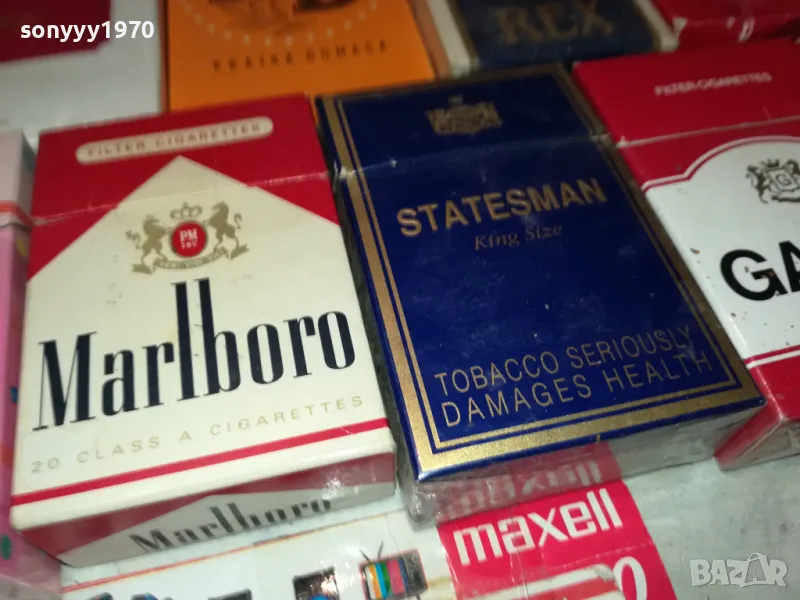 sonyyy1970
REX
FILTER CIGARETTES
PM
Marlboro
20 CLASS A CIGARETTES
Marlboro
STATESMAN
King Size
TOBACCO SERIOUSLY
DAMAGES HEALTH
FILTER CIGARETTES
G
GA
maxell
BAZAR